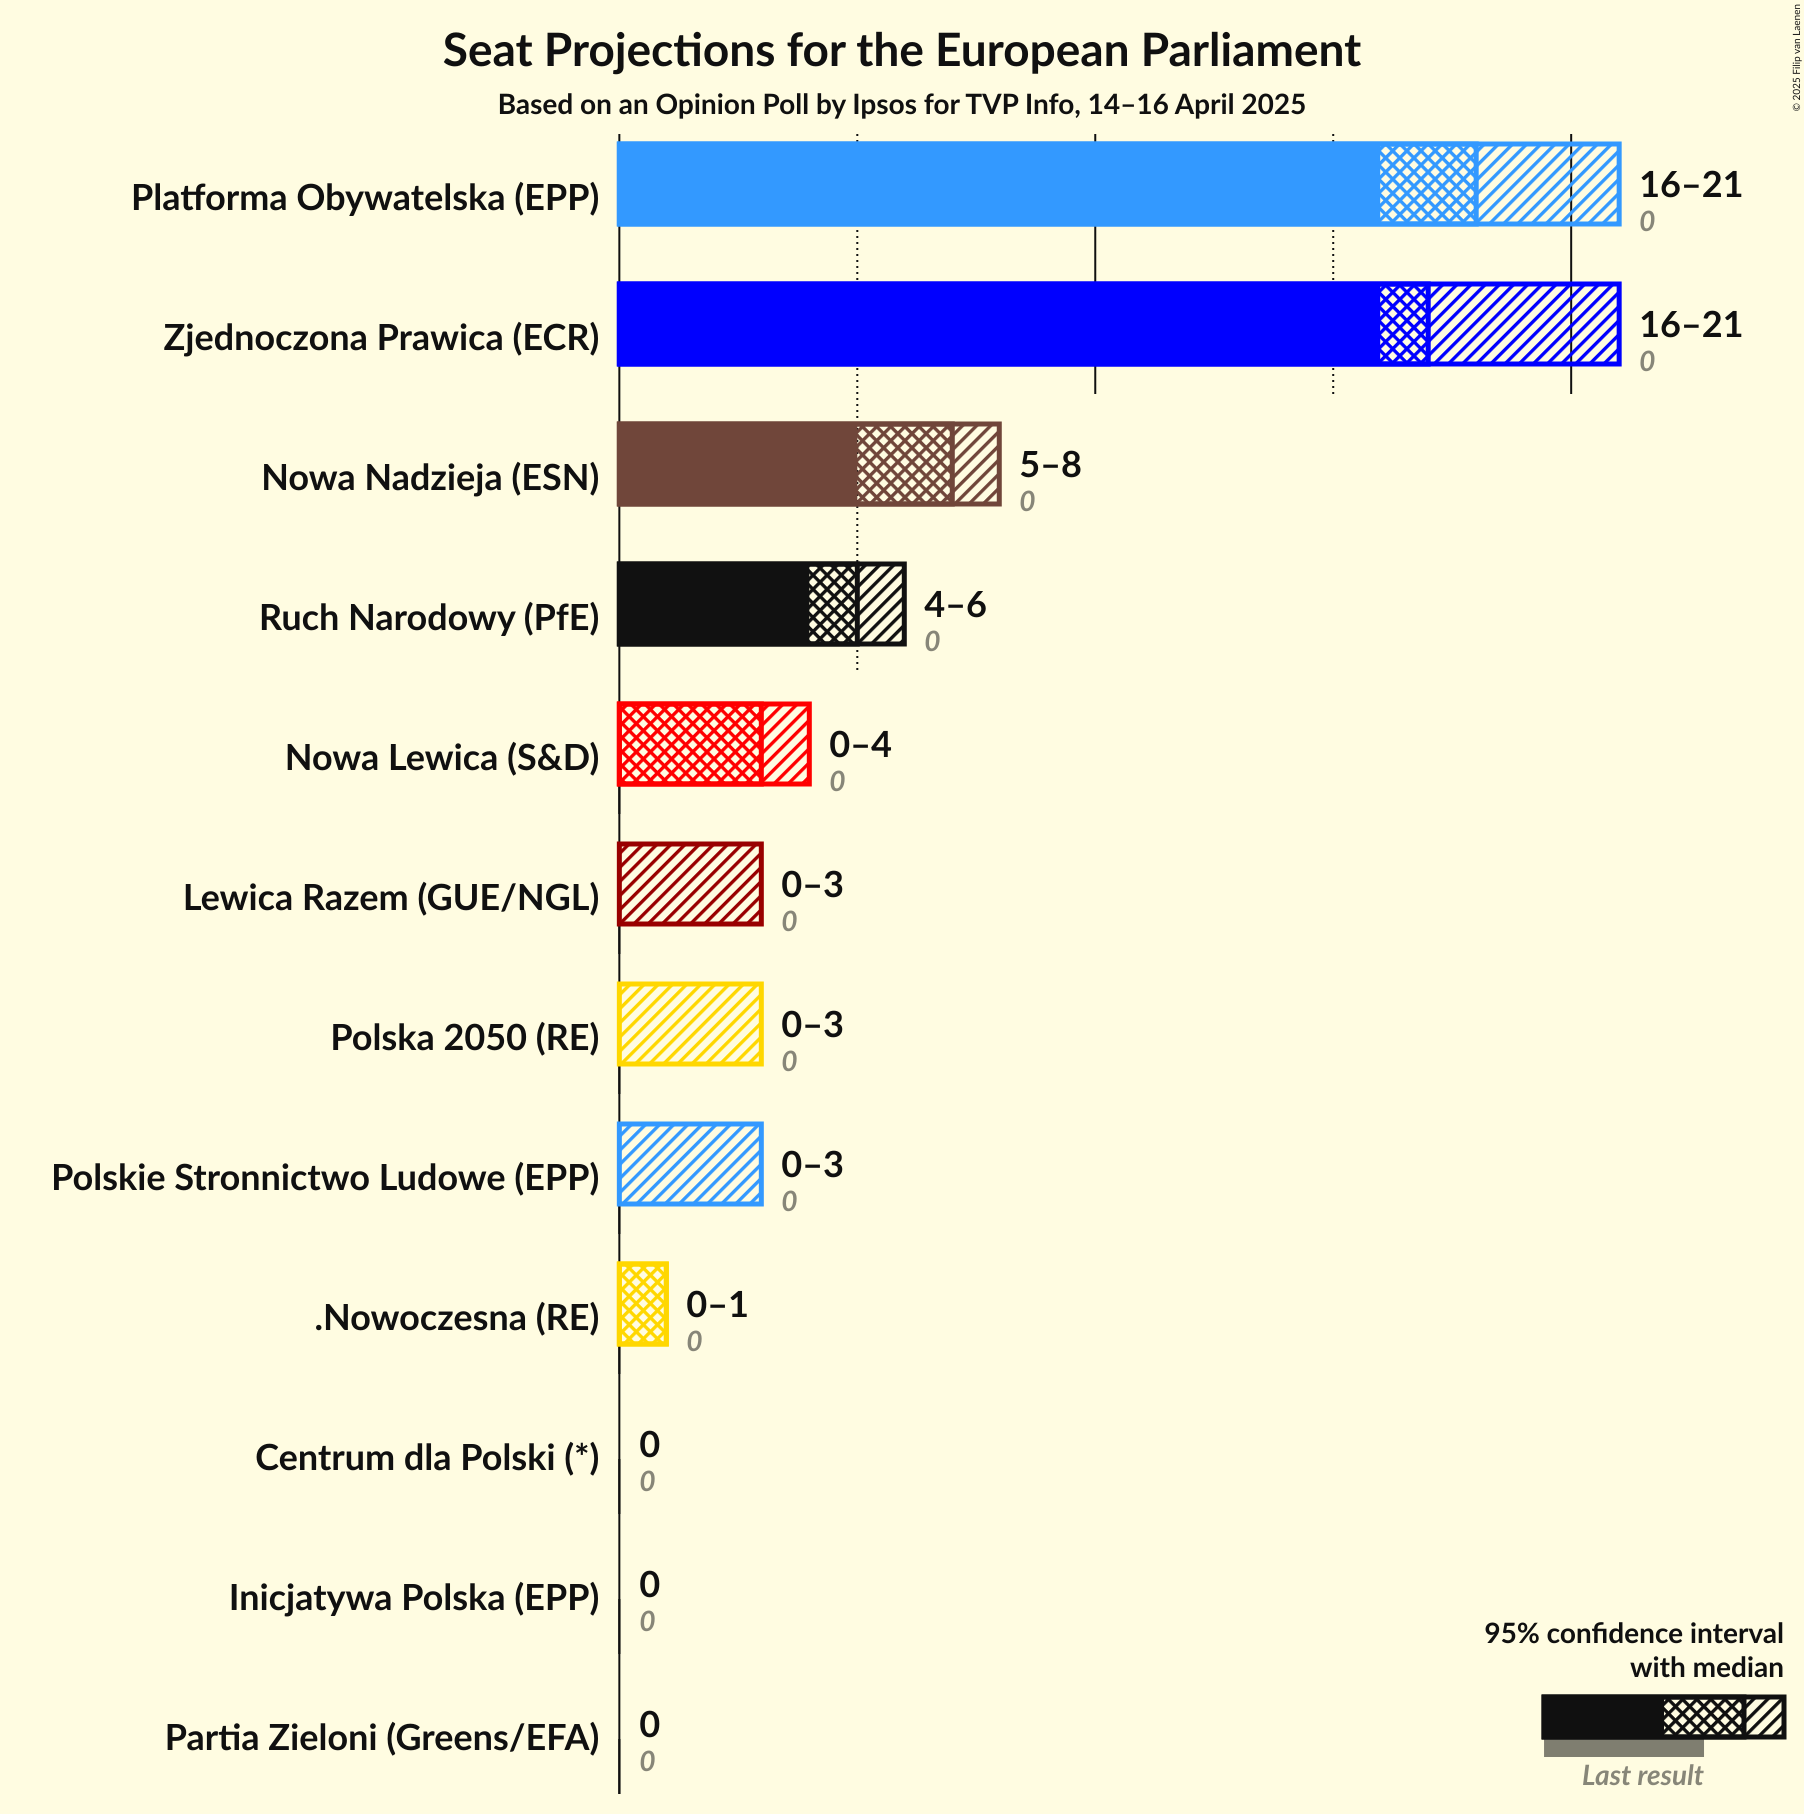 Seat Projections for the European Parliament
Based on an Opinion Poll by Ipsos for TVP Info, 14–16 April 2025
© 2025 Filip van Laenen
Platforma Obywatelska (EPP)
16–21
0
Zjednoczona Prawica (ECR)
16–21
0
Nowa Nadzieja (ESN)
5–8
0
Ruch Narodowy (PfE)
4–6
0
Nowa Lewica (S&D)
0–4
0
Lewica Razem (GUE/NGL)
0–3
0
Polska 2050 (RE)
0–3
0
Polskie Stronnictwo Ludowe (EPP)
0–3
0
.Nowoczesna (RE)
0–1
0
Centrum dla Polski (*)
0
0
Inicjatywa Polska (EPP)
0
0
Partia Zieloni (Greens/EFA)
0
0
95% confidence interval
with median
Last result